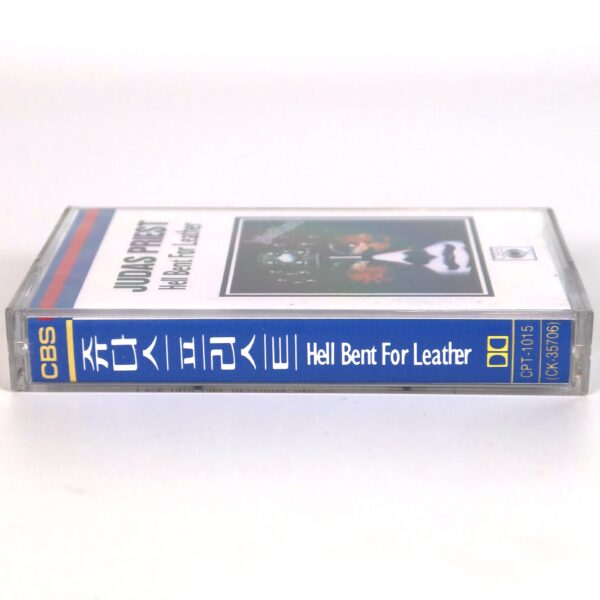 JUDAS PRIEST
Hell Bent For Leather
CBS
CBS
쥬다스 프리스트
Hell Bent For Leather
CPT-1015
(CK-35706)